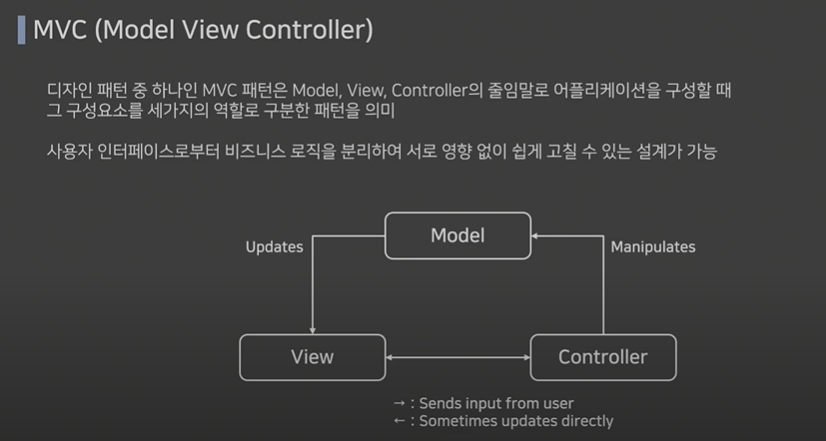 MVC (Model View Controller)
디자인 패턴 중 하나인 MVC 패턴은 Model, View, Controller의 줄임말로 어플리케이션을 구성할 때
그 구성요소를 세가지의 역할로 구분한 패턴을 의미
사용자 인터페이스로부터 비즈니스 로직을 분리하여 서로 영향 없이 쉽게 고칠 수 있는 설계가 가능
Model
Updates
Manipulates
View
Controller
→ : Sends input from user
← : Sometimes updates directly